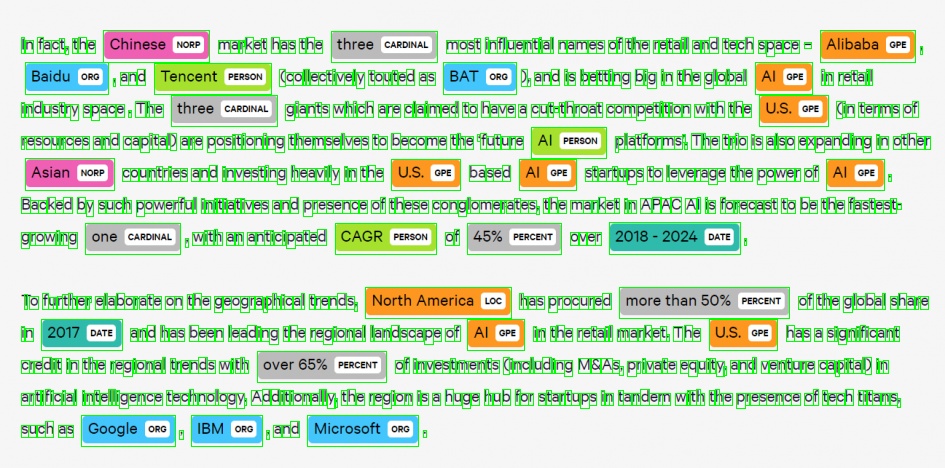 In fact, the Chinese NORP market has the three CARDINAL most influential names of the retail and tech space – Alibaba GPE ,
Baidu ORG , and Tencent PERSON (collectively touted as BAT ORG ), and is betting big in the global AI GPE in retail
industry space . The three CARDINAL giants which are claimed to have a cut-throat competition with the U.S. GPE (in terms of
resources and capital) are positioning themselves to become the ‘future AI PERSON platforms’. The trio is also expanding in other
Asian NORP countries and investing heavily in the U.S. GPE based AI GPE startups to leverage the power of AI GPE .
Backed by such powerful initiatives and presence of these conglomerates, the market in APAC AI is forecast to be the fastest-
growing one CARDINAL , with an anticipated CAGR PERSON of 45% PERCENT over 2018 - 2024 DATE .
To further elaborate on the geographical trends, North America LOC has procured more than 50% PERCENT of the global share
in 2017 DATE and has been leading the regional landscape of AI GPE in the retail market. The U.S. GPE has a significant
credit in the regional trends with over 65% PERCENT of investments (including M&As, private equity, and venture capital) in
artificial intelligence technology. Additionally, the region is a huge hub for startups in tandem with the presence of tech titans,
such as Google ORG , IBM ORG , and Microsoft ORG .